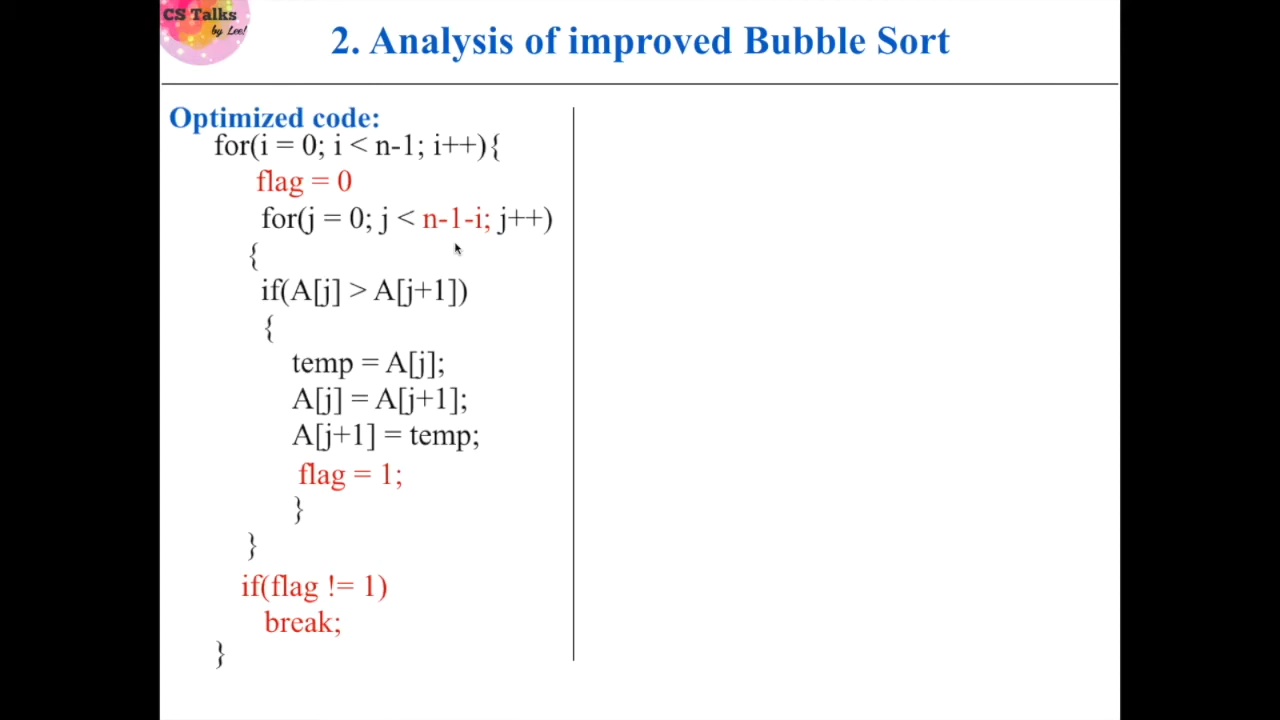 CS Talks
by Lee!
2. Analysis of improved Bubble Sort
Optimized code:
for(i = 0; i < n-1; i++){
flag = 0
for(j = 0; j < n-1-i; j++)
{
if(A[j] > A[j+1])
{
temp = A[j];
A[j] = A[j+1];
A[j+1] = temp;
flag = 1;
}
}
if(flag != 1)
break;
}